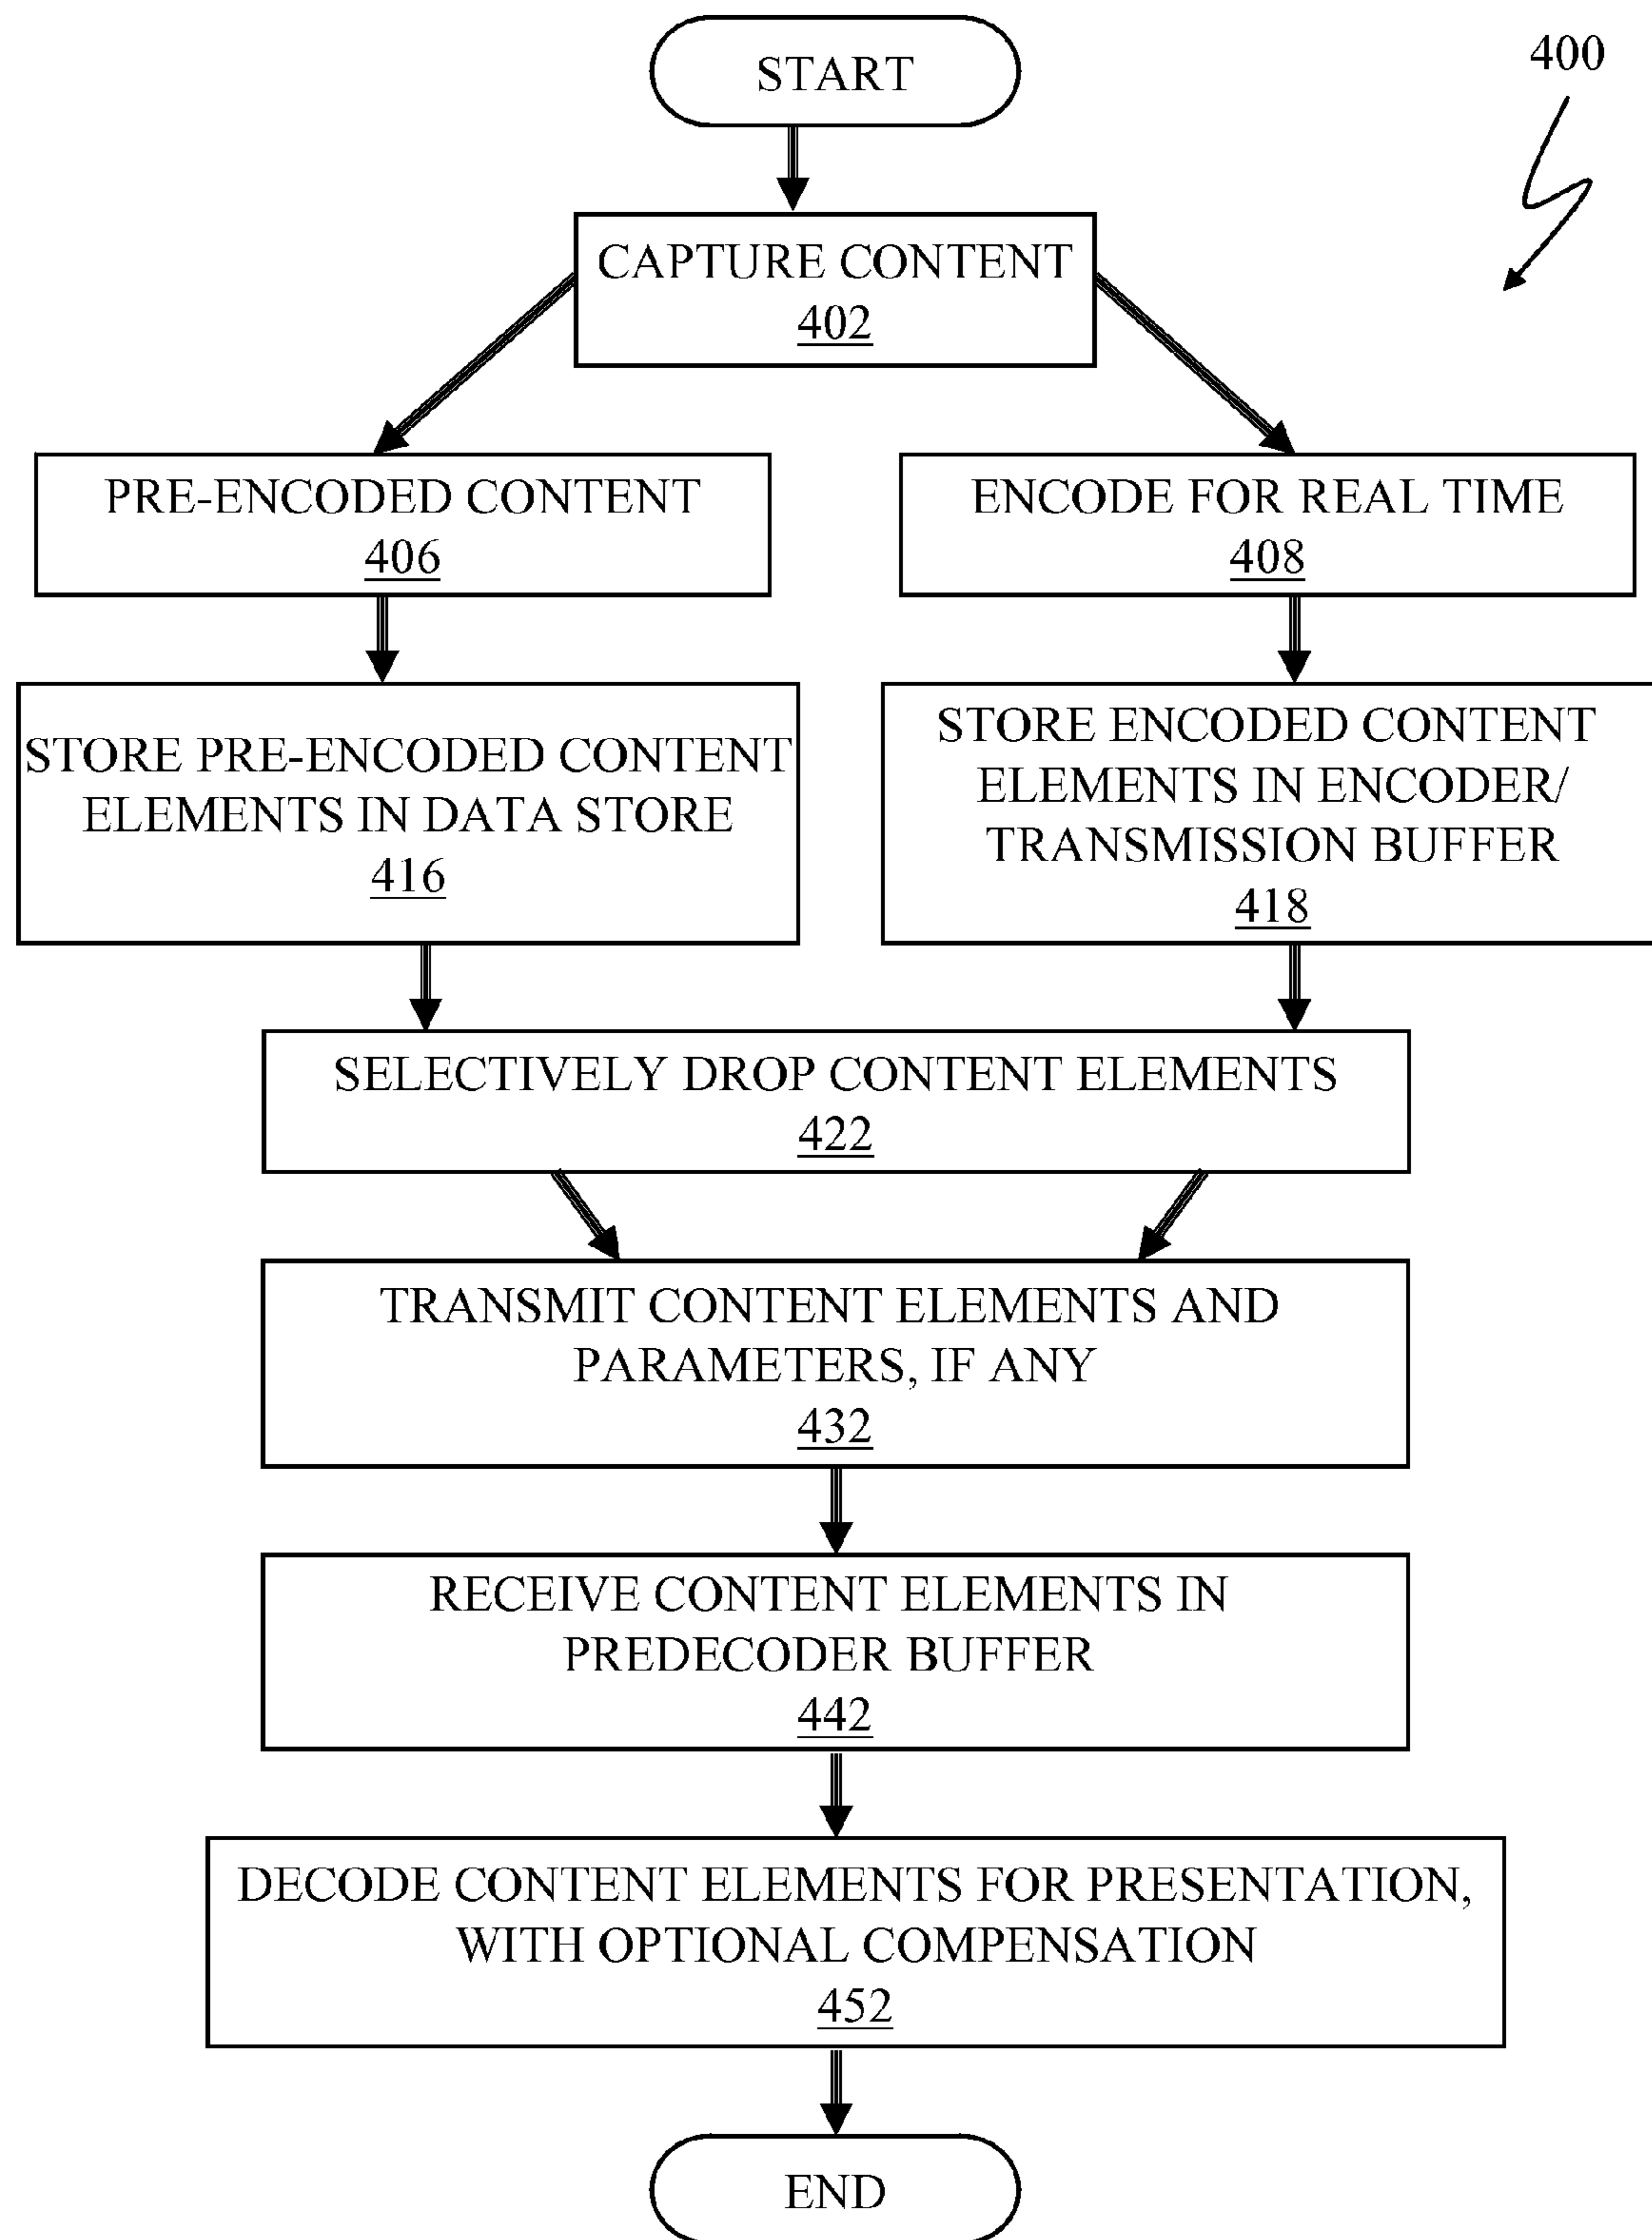 START
400
CAPTURE CONTENT
402
PRE-ENCODED CONTENT
406
ENCODE FOR REAL TIME
408
STORE PRE-ENCODED CONTENT
ELEMENTS IN DATA STORE
416
STORE ENCODED CONTENT
ELEMENTS IN ENCODER/
TRANSMISSION BUFFER
418
SELECTIVELY DROP CONTENT ELEMENTS
422
TRANSMIT CONTENT ELEMENTS AND
PARAMETERS, IF ANY
432
RECEIVE CONTENT ELEMENTS IN
PREDECODER BUFFER
442
DECODE CONTENT ELEMENTS FOR PRESENTATION,
WITH OPTIONAL COMPENSATION
452
END